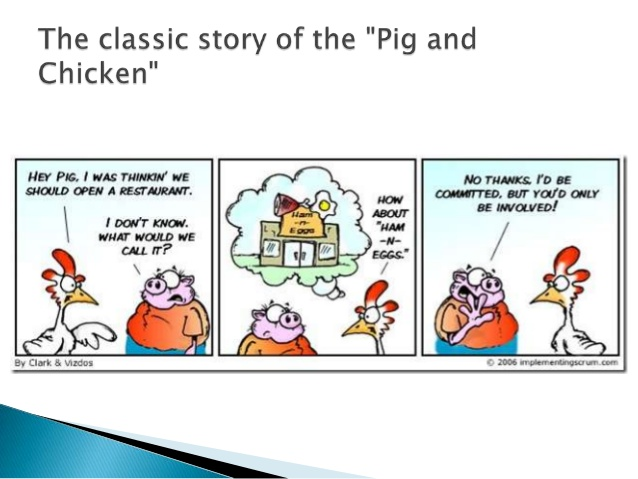 The classic story of the "Pig and
Chicken"
HEY PIG, I WAS THINKIN' WE
SHOULD OPEN A RESTAURANT.
I DON'T KNOW.
WHAT WOULD WE
CALL IT?
Ham
-n-
Eggs
HOW
ABOUT
"HAM
-N-
EGGS."
NO THANKS, I'D BE
COMMITTED, BUT YOU'D ONLY
BE INVOLVED!
By Clark & Vizdos
© 2006 implementingscrum.com